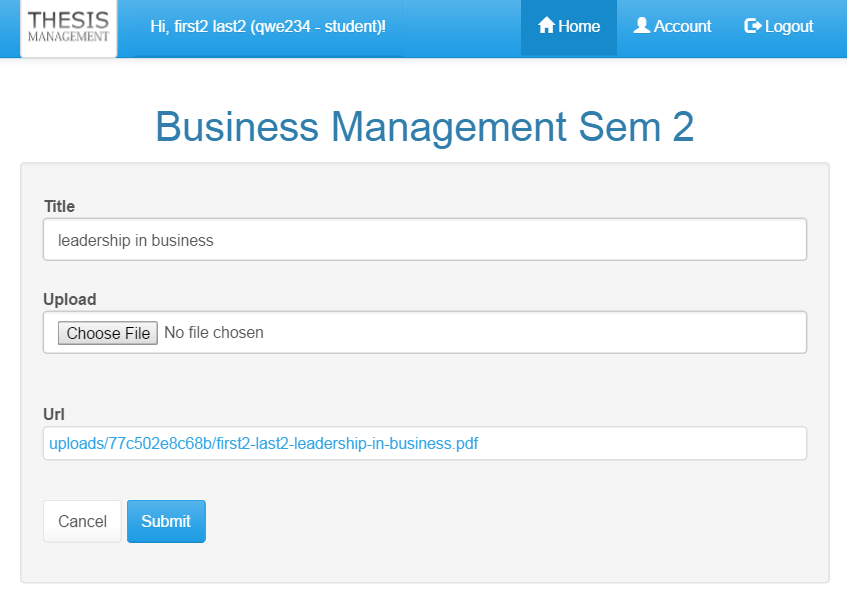 THESIS
MANAGEMENT
Hi, first2 last2 (qwe234 - student)!
Home
Account
Logout
Business Management Sem 2
Title
leadership in business
Upload
Choose File No file chosen
Url
uploads/77c502e8c68b/first2-last2-leadership-in-business.pdf
Cancel
Submit